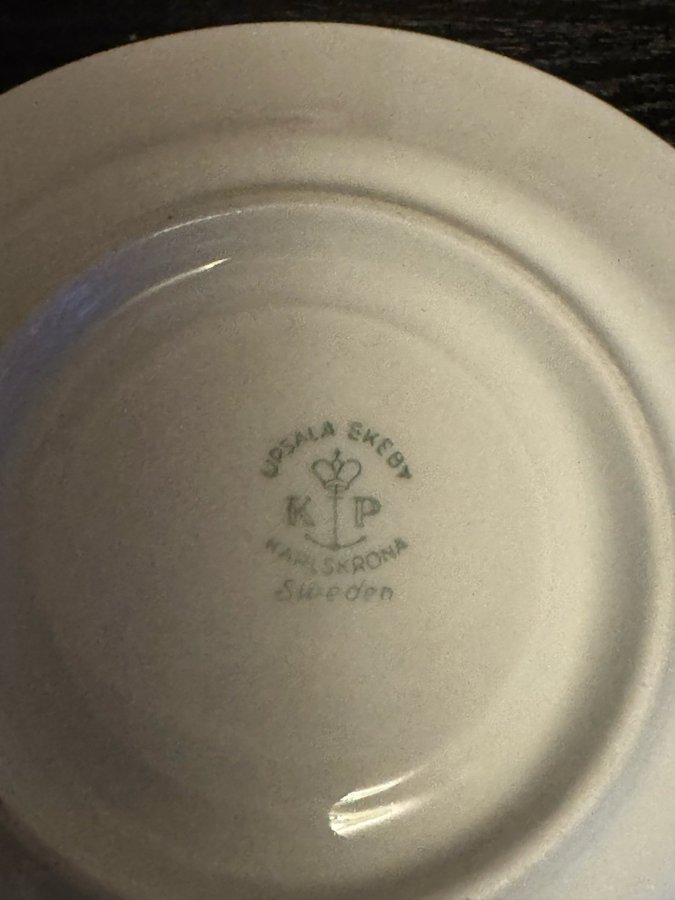 UPSALA EKEBY
K P
KARLSKRONA
Sweden